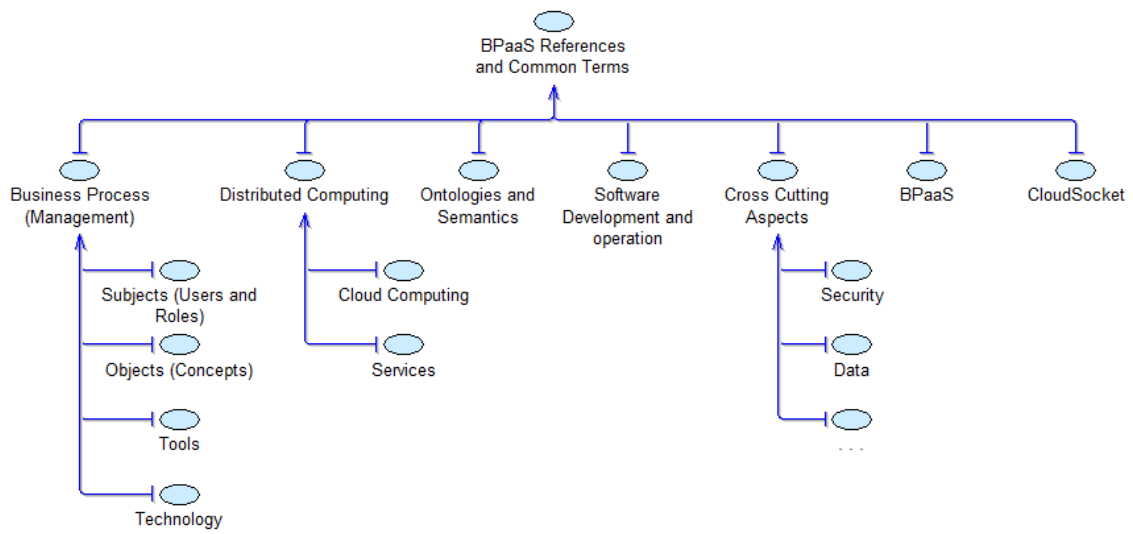 BPaaS References
and Common Terms
Business Process
(Management)
Distributed Computing
Ontologies and
Semantics
Software
Development and
operation
Cross Cutting
Aspects
BPaaS
CloudSocket
Subjects (Users and
Roles)
Objects (Concepts)
Tools
Technology
Cloud Computing
Services
Security
Data
. . .